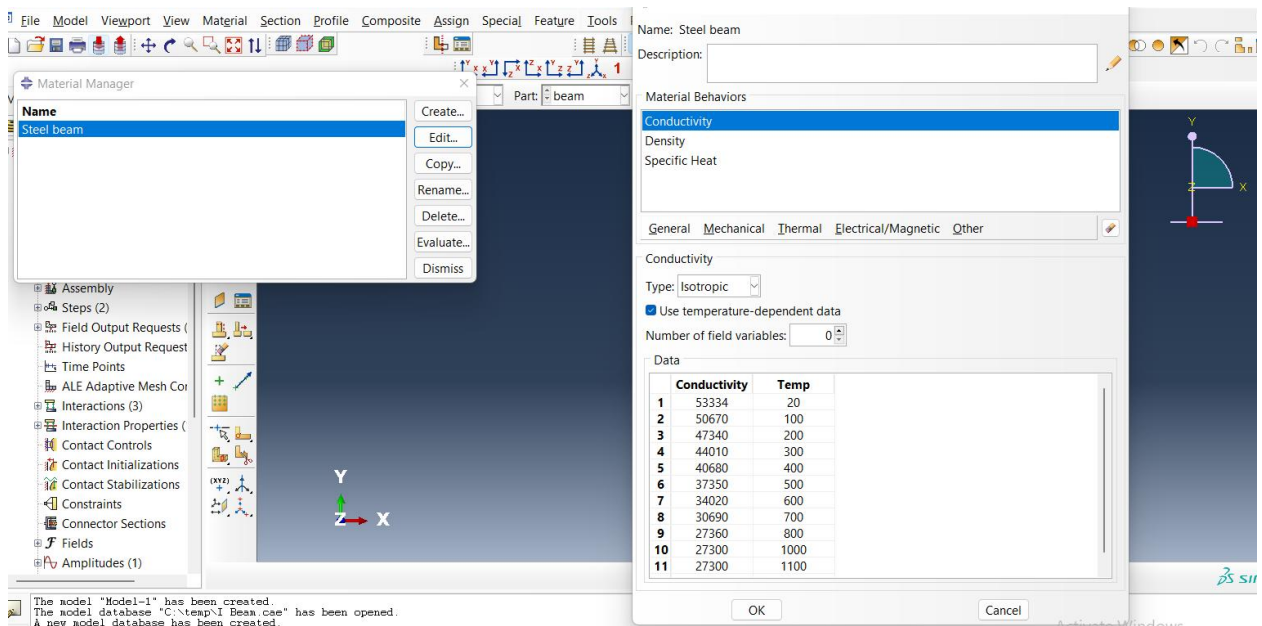 File Model Viewport View Material Section Profile Composite Assign Special Feature Tools
Name: Steel beam
Description:
1
Material Manager
Part: beam
Name
Steel beam
Create...
Edit...
Copy...
Rename...
Delete...
Evaluate...
Dismiss
Material Behaviors
Conductivity
Density
Specific Heat
General Mechanical Thermal Electrical/Magnetic Other
Conductivity
Type: Isotropic
Use temperature-dependent data
Number of field variables: 0
Data
Conductivity Temp
1 53334 20
2 50670 100
3 47340 200
4 44010 300
5 40680 400
6 37350 500
7 34020 600
8 30690 700
9 27360 800
10 27300 1000
11 27300 1100
OK Cancel
Assembly
Steps (2)
Field Output Requests (
History Output Request
Time Points
ALE Adaptive Mesh Co
Interactions (3)
Interaction Properties (
Contact Controls
Contact Initializations
Contact Stabilizations
Constraints
Connector Sections
Fields
Amplitudes (1)
(XYZ)
Y
Z X
Y
Z X
The model "Model-1" has been created.
The model database "C:\temp\I Beam.cae" has been opened.
A new model database has been created.
Activate Windows